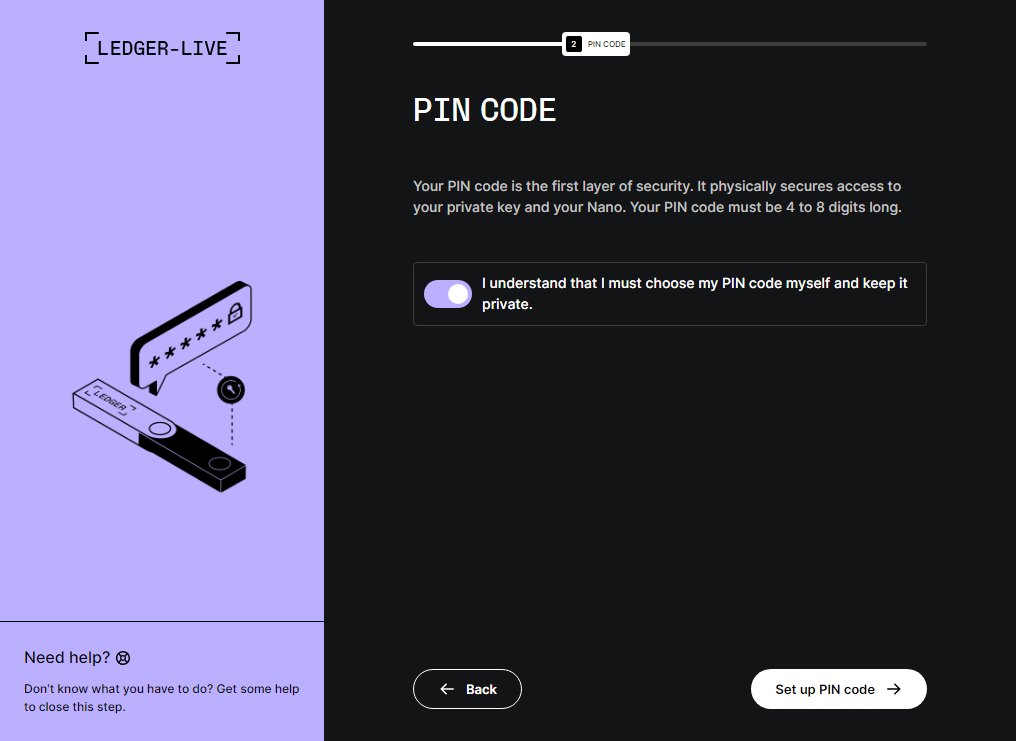 LEDGER-LIVE
LEDGER
*****
Need help?
Don't know what you have to do? Get some help
to close this step.
2 PIN CODE
PIN CODE
Your PIN code is the first layer of security. It physically secures access to
your private key and your Nano. Your PIN code must be 4 to 8 digits long.
I understand that I must choose my PIN code myself and keep it
private.
Back
Set up PIN code